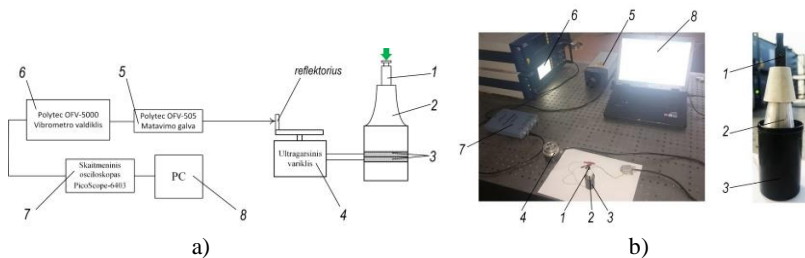 6
5
reflektorius
1
2
Polytec OFV-5000
Vibrometro valdiklis
Polytec OFV-505
Matavimo galva
3
Skaitmeninis
osciloskopas
PicoScope-6403
PC
Ultragarsinis
variklis
7
8
4
a)
6
5
8
7
4
1
2
3
1
2
3
b)